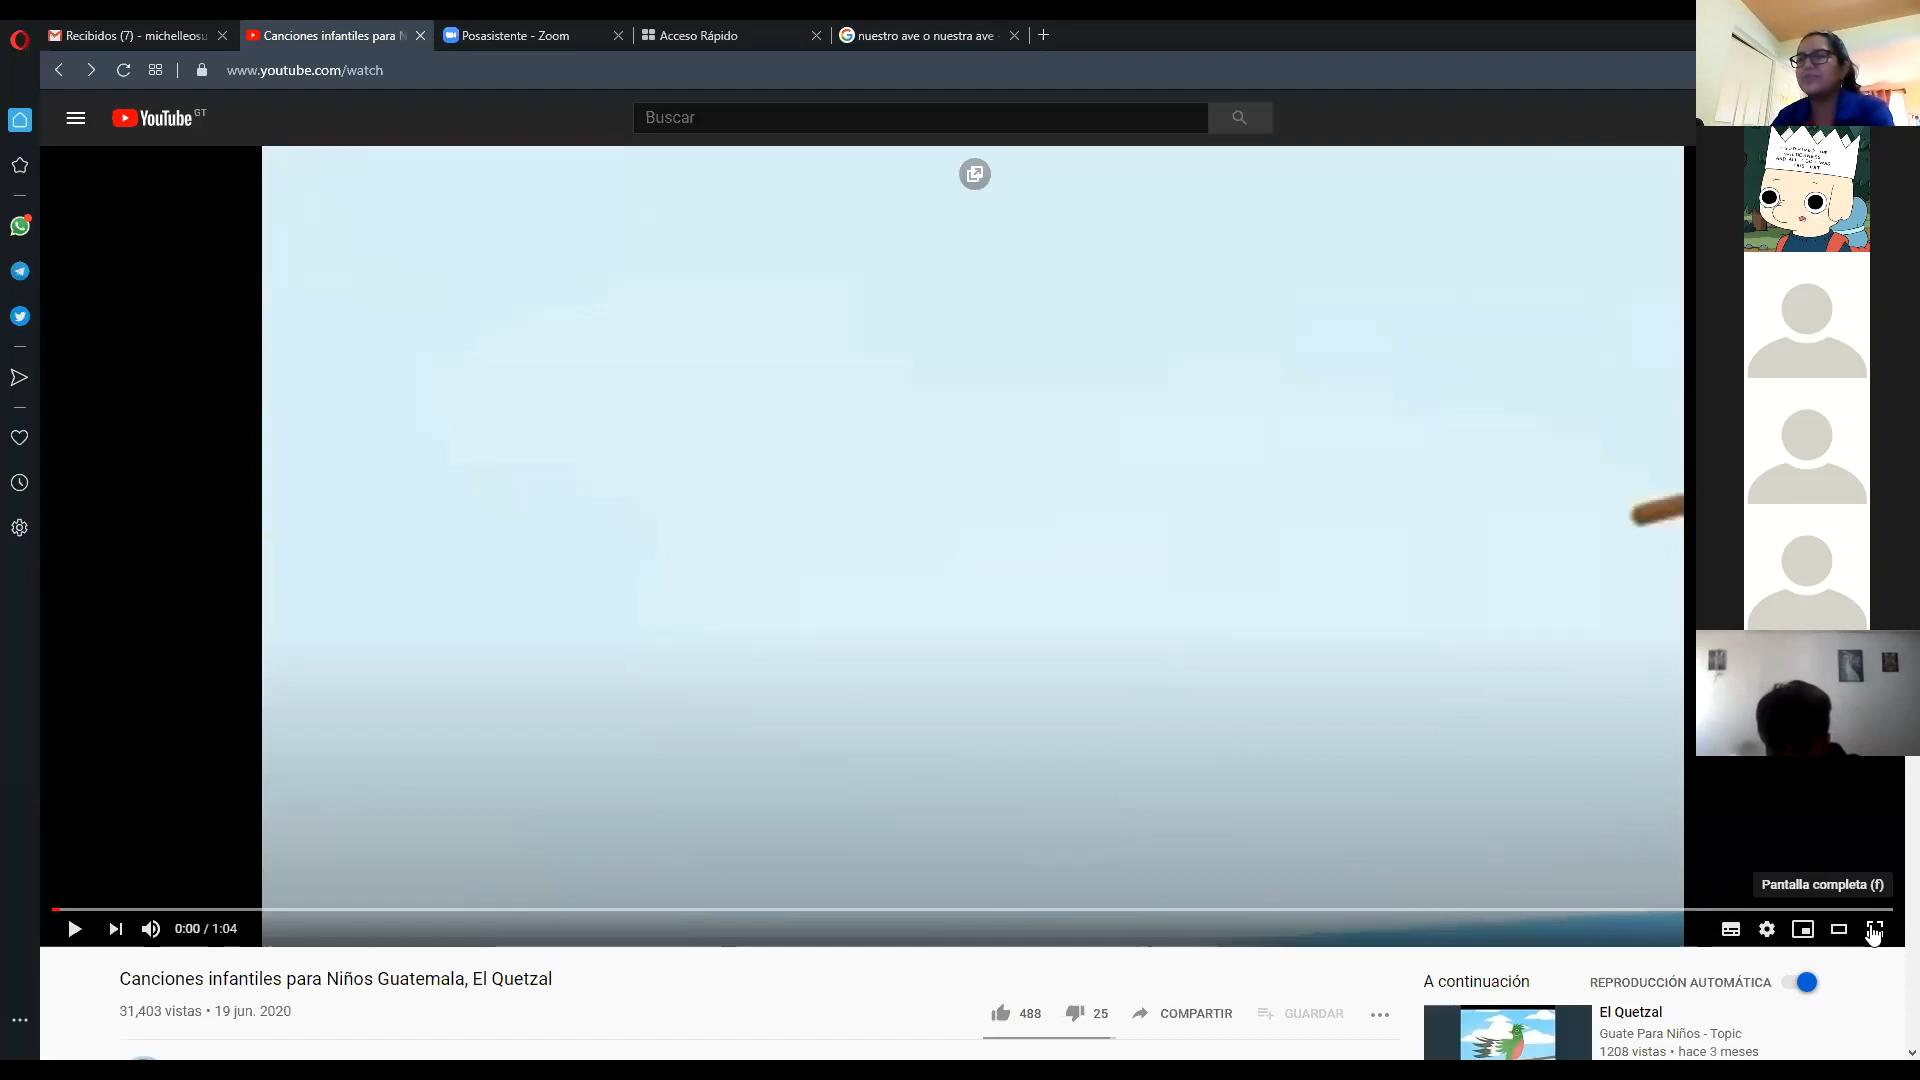 Recibidos (7) - michelleosu
Canciones infantiles para N
Posasistente - Zoom
Acceso Rápido
nuestro ave o nuestra ave -
www.youtube.com/watch
YouTube GT
Buscar
Pantalla completa (f)
0:00 / 1:04
Canciones infantiles para Niños Guatemala, El Quetzal
31,403 vistas • 19 jun. 2020
488
25
COMPARTIR
GUARDAR
A continuación
REPRODUCCIÓN AUTOMÁTICA
El Quetzal
Guate Para Niños - Topic
1208 vistas • hace 3 meses